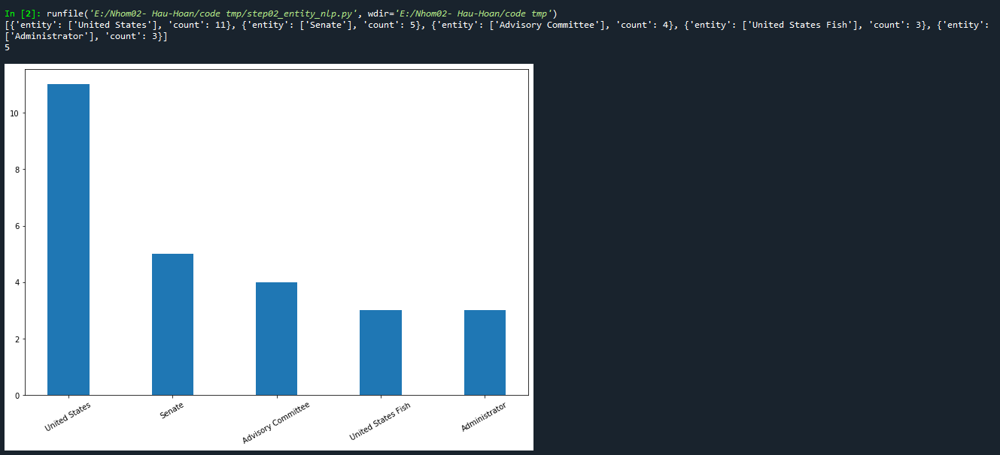 In [2]: runfile('E:/Nhom02- Hau-Hoan/code tmp/step02_entity_nlp.py', wdir='E:/Nhom02- Hau-Hoan/code tmp')
[{'entity': ['United States'], 'count': 11}, {'entity': ['Senate'], 'count': 5}, {'entity': ['Advisory Committee'], 'count': 4}, {'entity': ['United States Fish'], 'count': 3}, {'entity':
['Administrator'], 'count': 3}]
5
10
8
6
4
2
0
United States
Senate
Advisory Committee
United States Fish
Administrator